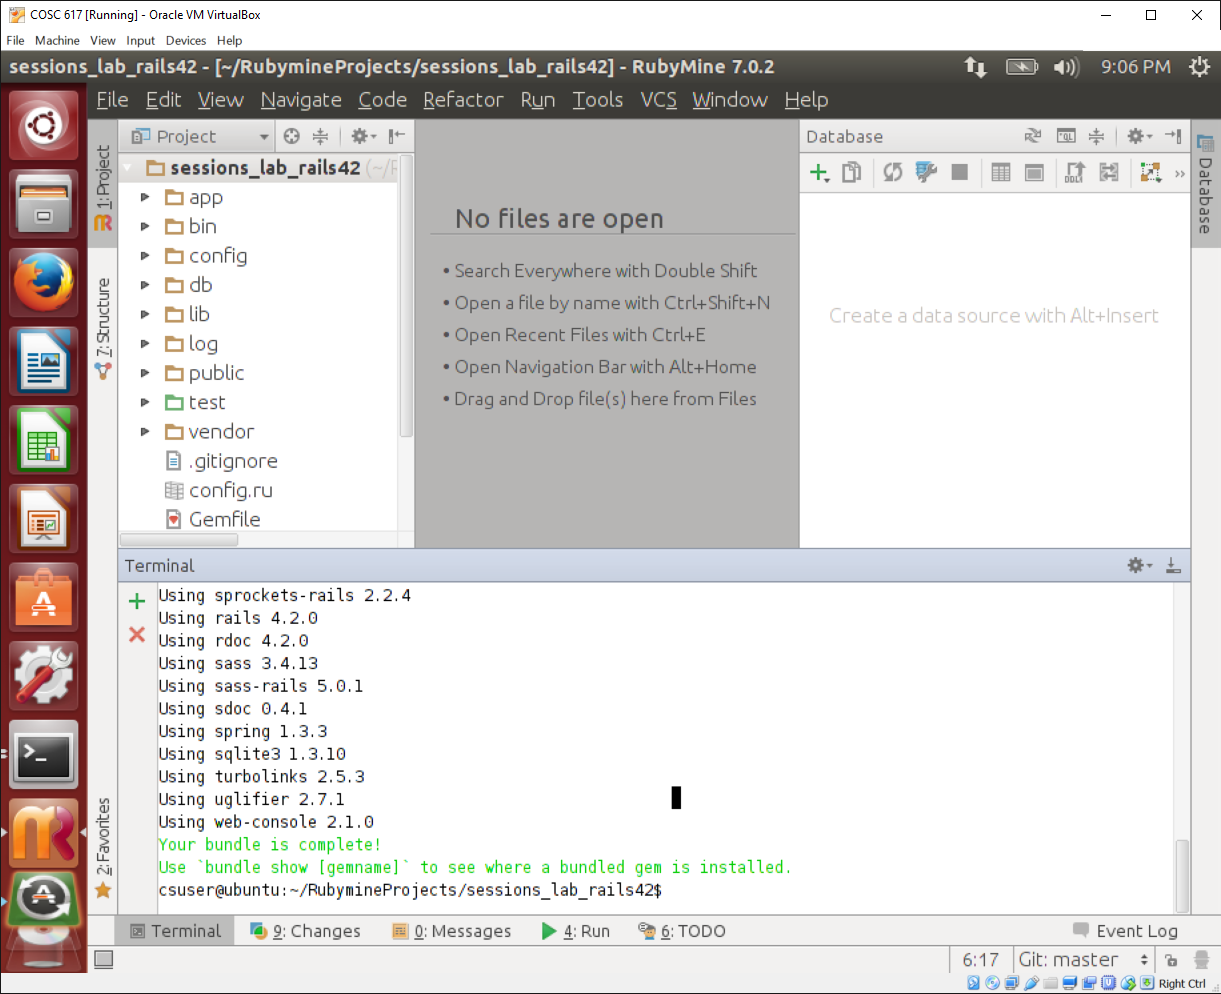 COSC 617 [Running] - Oracle VM VirtualBox
File Machine View Input Devices Help
sessions_lab_rails42 - [~/RubymineProjects/sessions_lab_rails42] - RubyMine 7.0.2
9:06 PM
File Edit View Navigate Code Refactor Run Tools VCS Window Help
1: Project
7: Structure
2: Favorites
Project
sessions_lab_rails42 (~/R
app
bin
config
db
lib
log
public
test
vendor
.gitignore
config.ru
Gemfile
No files are open
• Search Everywhere with Double Shift
• Open a file by name with Ctrl+Shift+N
• Open Recent Files with Ctrl+E
• Open Navigation Bar with Alt+Home
• Drag and Drop file(s) here from Files
Database
QL
DDL
»
Create a data source with Alt+Insert
Database
Terminal
Using sprockets-rails 2.2.4
Using rails 4.2.0
Using rdoc 4.2.0
Using sass 3.4.13
Using sass-rails 5.0.1
Using sdoc 0.4.1
Using spring 1.3.3
Using sqlite3 1.3.10
Using turbolinks 2.5.3
Using uglifier 2.7.1
Using web-console 2.1.0
Your bundle is complete!
Use `bundle show [gemname]` to see where a bundled gem is installed.
csuser@ubuntu:~/RubymineProjects/sessions_lab_rails42$
Terminal 9: Changes 0: Messages 4: Run 6: TODO Event Log
6:17 Git: master
Right Ctrl